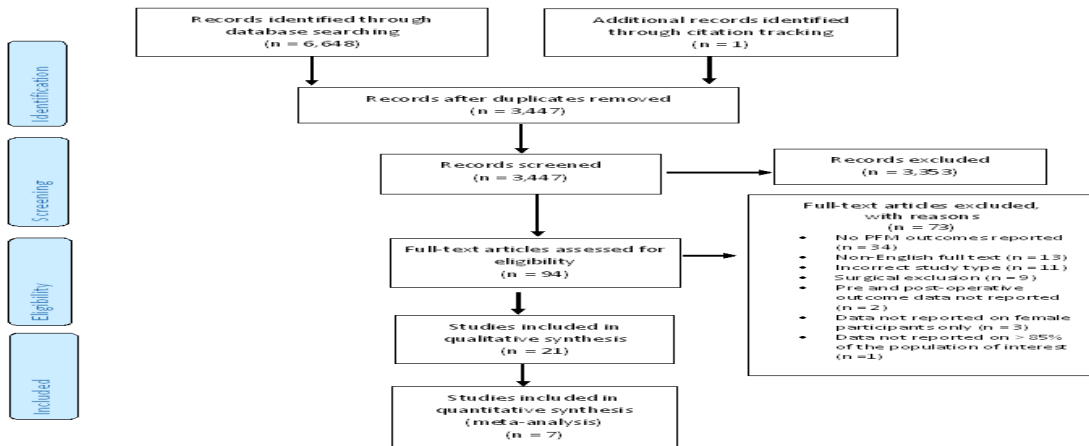 Records identified through
database searching
(n = 6,648)
Additional records identified
through citation tracking
(n = 1)
Identification
Records after duplicates removed
(n = 3,447)
Screening
Records screened
(n = 3,447)
Records excluded
(n = 3,353)
Eligibility
Full-text articles assessed for
eligibility
(n = 94)
Full-text articles excluded,
with reasons
(n = 73)
• No PFM outcomes reported
(n = 34)
• Non-English full text (n = 13)
• Incorrect study type (n = 11)
• Surgical exclusion (n = 9)
• Pre and post-operative
outcome data not reported
(n = 2)
• Data not reported on female
participants only (n = 3)
• Data not reported on > 85%
of the population of interest
(n =1)
Included
Studies included in
qualitative synthesis
(n = 21)
Studies included in
quantitative synthesis
(meta-analysis)
(n = 7)